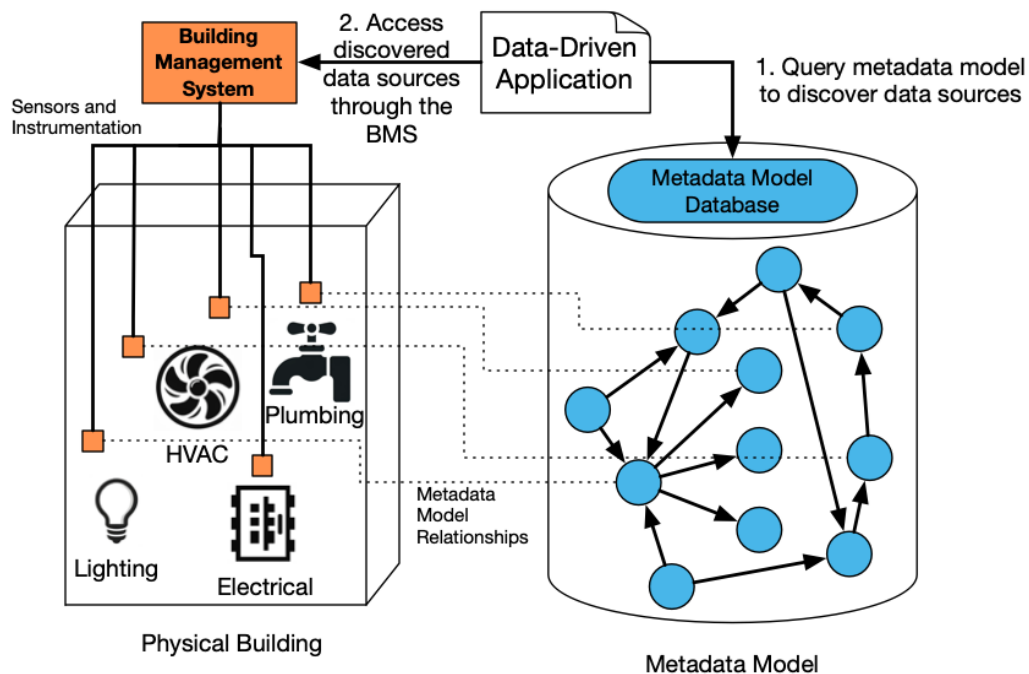 Building
Management
System
2. Access
discovered
data sources
through the
BMS
Data-Driven
Application
1. Query metadata model
to discover data sources
Sensors and
Instrumentation
Metadata Model
Database
Plumbing
HVAC
Lighting
Electrical
Metadata
Model
Relationships
Physical Building
Metadata Model